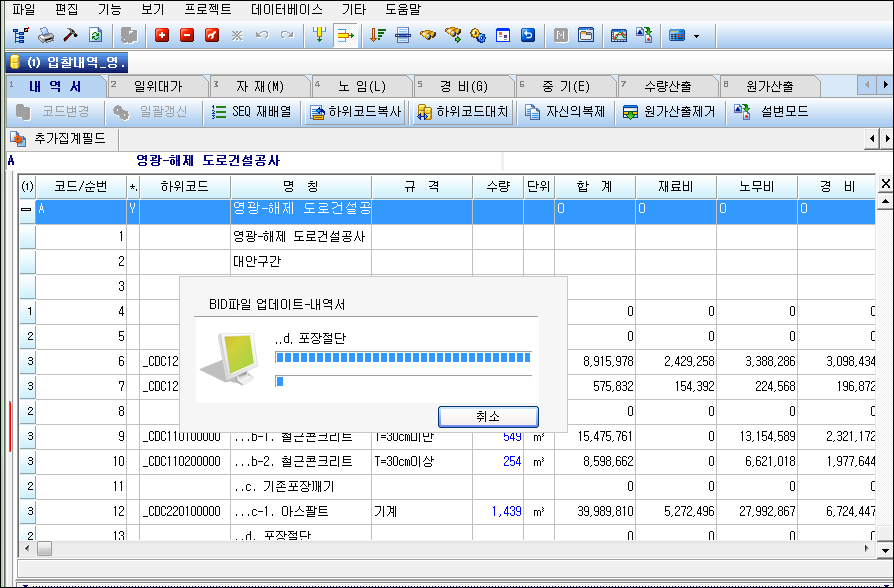 파일 편집 기능 보기 프로젝트 데이터베이스 기타 도움말
(1) 입찰내역_영.
1 내 역 서 2 일위대가 3 자 재(M) 4 노 임(L) 5 경 비(G) 6 중 기(E) 7 수량산출 8 원가산출
코드변경 일괄갱신 SEQ 재배열 하위코드복사 하위코드대치 자신의복제 원가산출제거 설변모드
추가집계필드
A 영광-해제 도로건설공사
(1) 코드/순번 *. 하위코드 명 칭 규 격 수량 단위 합 계 재료비 노무비 경 비
A Y 영광-해제 도로건설공 0 0 0 0
1 영광-해제 도로건설공사
2 대안구간
3
BID파일 업데이트-내역서
1 4 0 0 0 0
2 5 0 0 0 0
..d. 포장절단
3 6 _CDC12 8,915,978 2,429,258 3,388,286 3,098,434
3 7 _CDC12 575,832 154,392 224,568 196,872
2 8 0 0 0 0
취소
3 9 _CDC110100000 ...b-1. 철근콘크리트 T=30cm미만 549 m³ 15,475,761 0 13,154,589 2,321,172
3 10 _CDC110200000 ...b-2. 철근콘크리트 T=30cm이상 254 m³ 8,598,662 0 6,621,018 1,977,644
2 11 ..c. 기존포장깨기 0 0 0 0
3 12 _CDC220100000 ...c-1. 아스팔트 기계 1,439 m³ 39,989,810 5,272,496 27,992,867 6,724,447
2 13 ..d. 포장절단 0 0 0 0